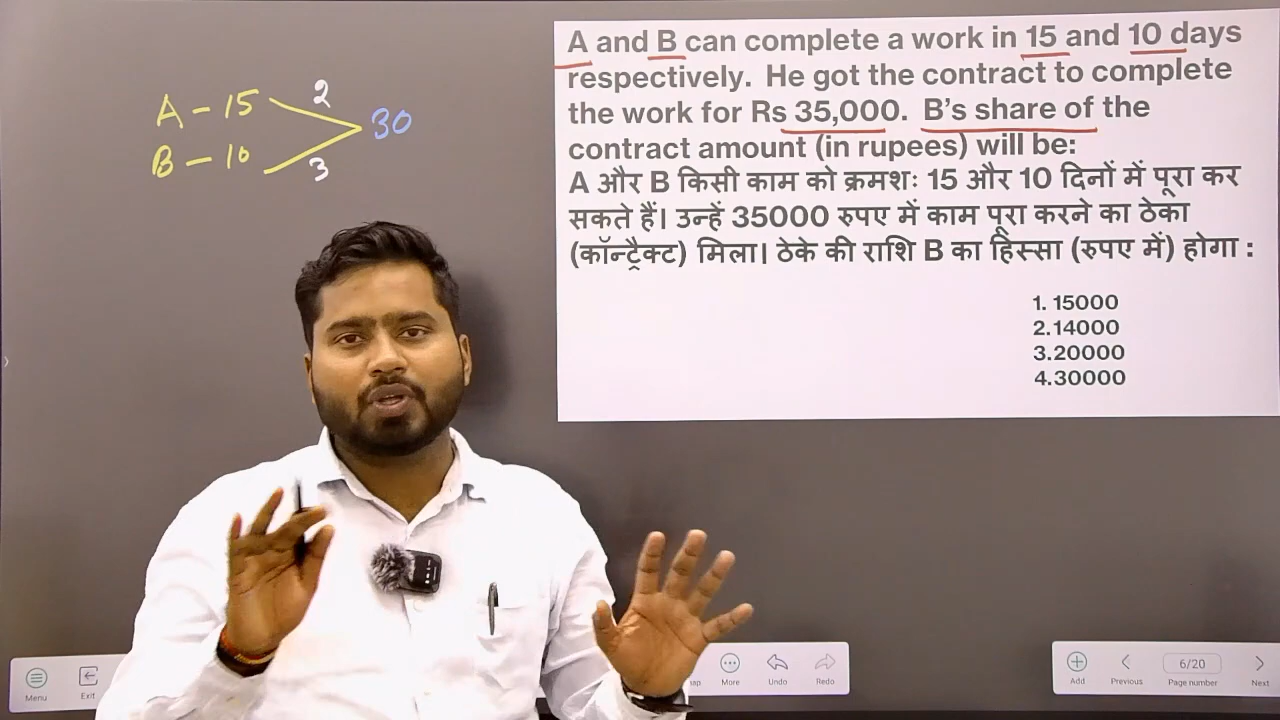 A and B can complete a work in 15 and 10 days
respectively. He got the contract to complete
the work for Rs 35,000. B's share of the
contract amount (in rupees) will be:
A और B किसी काम को क्रमशः 15 और 10 दिनों में पूरा कर
सकते हैं। उन्हें 35000 रुपए में काम पूरा करने का ठेका
(कॉन्ट्रैक्ट) मिला। ठेके की राशि B का हिस्सा (रुपए में) होगा :
1. 15000
2.14000
3.20000
4.30000
A - 15 2
30
B - 10 3
Menu Exit More Undo Redo Add Previous 6/20 Page number Next